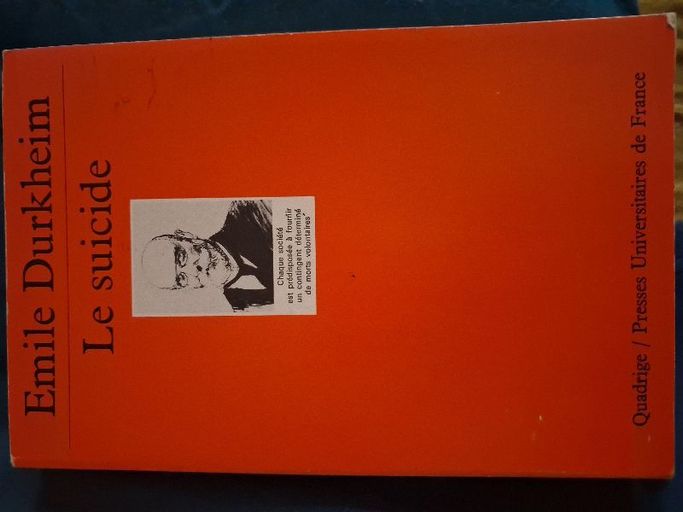 Emile Durkheim
Le suicide
Chaque société
est prédisposée à fournir
un contingent déterminé
de morts volontaires"
Quadrige / Presses Universitaires de France